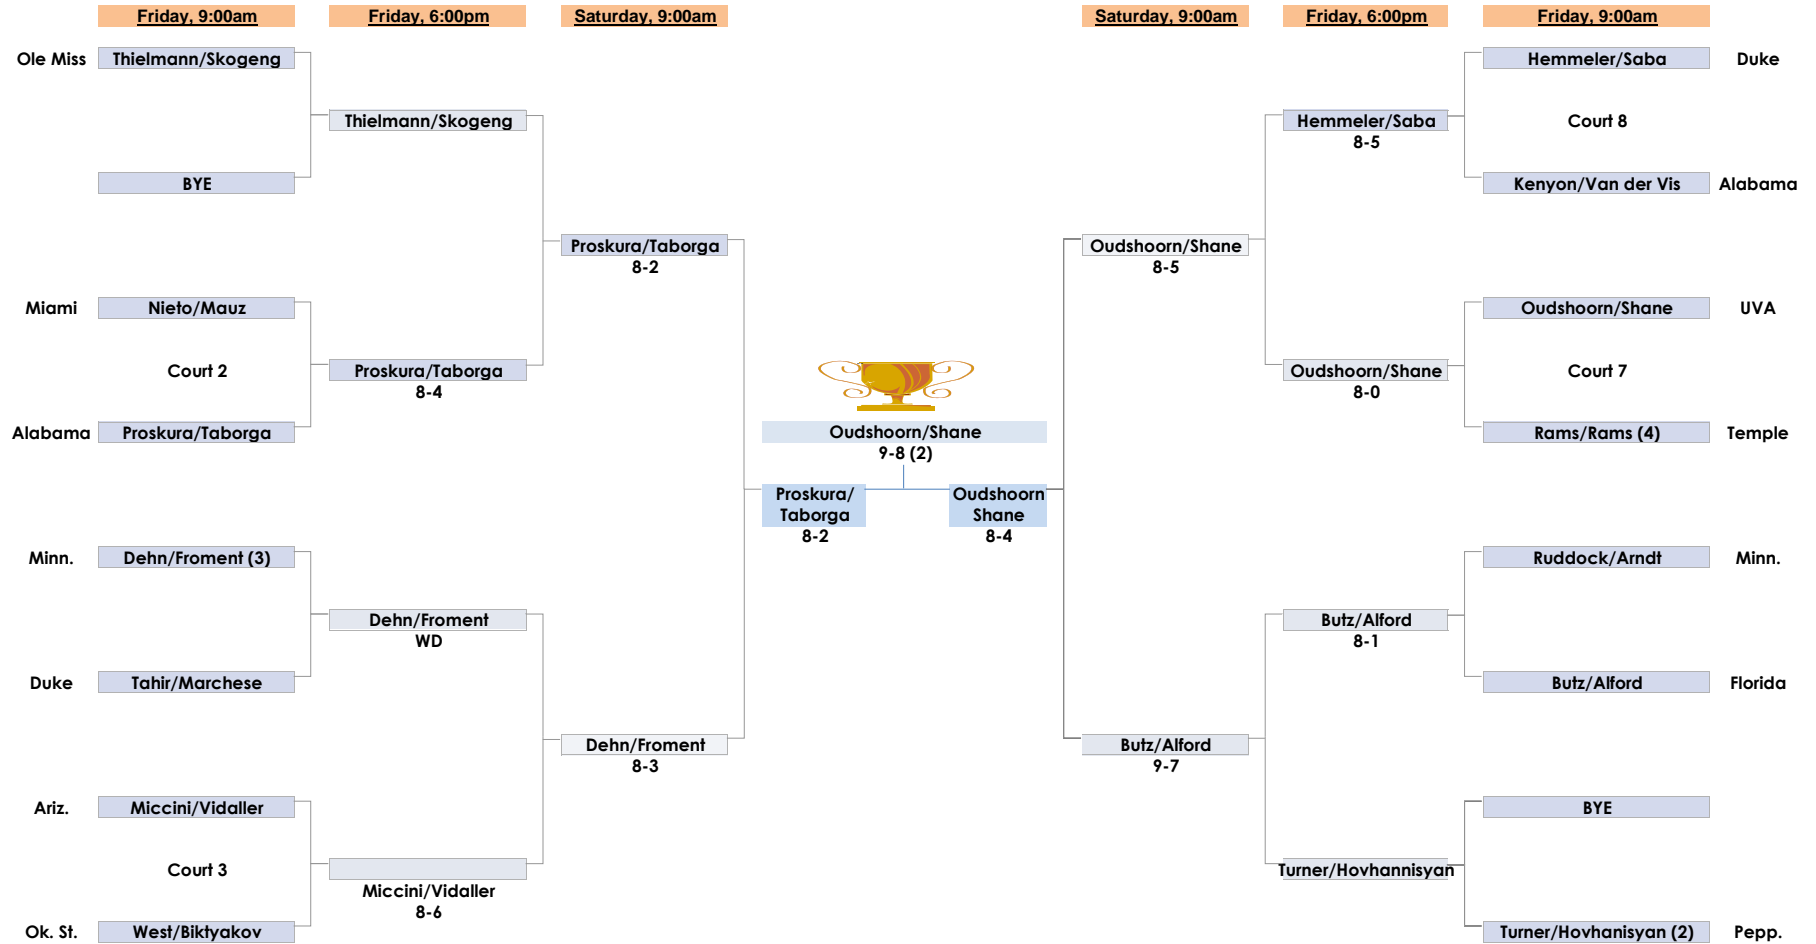 Friday, 9:00am
Friday, 6:00pm
Saturday, 9:00am
Saturday, 9:00am
Friday, 6:00pm
Friday, 9:00am
Ole Miss
Thielmann/Skogeng
Hemmeler/Saba
Duke
Thielmann/Skogeng
Hemmeler/Saba
8-5
Court 8
BYE
Kenyon/Van der Vis
Alabama
Proskura/Taborga
8-2
Oudshoorn/Shane
8-5
Miami
Nieto/Mauz
Oudshoorn/Shane
UVA
Court 2
Proskura/Taborga
8-4
Oudshoorn/Shane
8-0
Court 7
Alabama
Proskura/Taborga
Oudshoorn/Shane
9-8 (2)
Rams/Rams (4)
Temple
Proskura/
Taborga
8-2
Oudshoorn
Shane
8-4
Minn.
Dehn/Froment (3)
Ruddock/Arndt
Minn.
Dehn/Froment
WD
Butz/Alford
8-1
Duke
Tahir/Marchese
Butz/Alford
Florida
Dehn/Froment
8-3
Butz/Alford
9-7
Ariz.
Miccini/Vidaller
BYE
Court 3
Miccini/Vidaller
8-6
Turner/Hovhannisyan
Ok. St.
West/Biktyakov
Turner/Hovhanisyan (2)
Pepp.